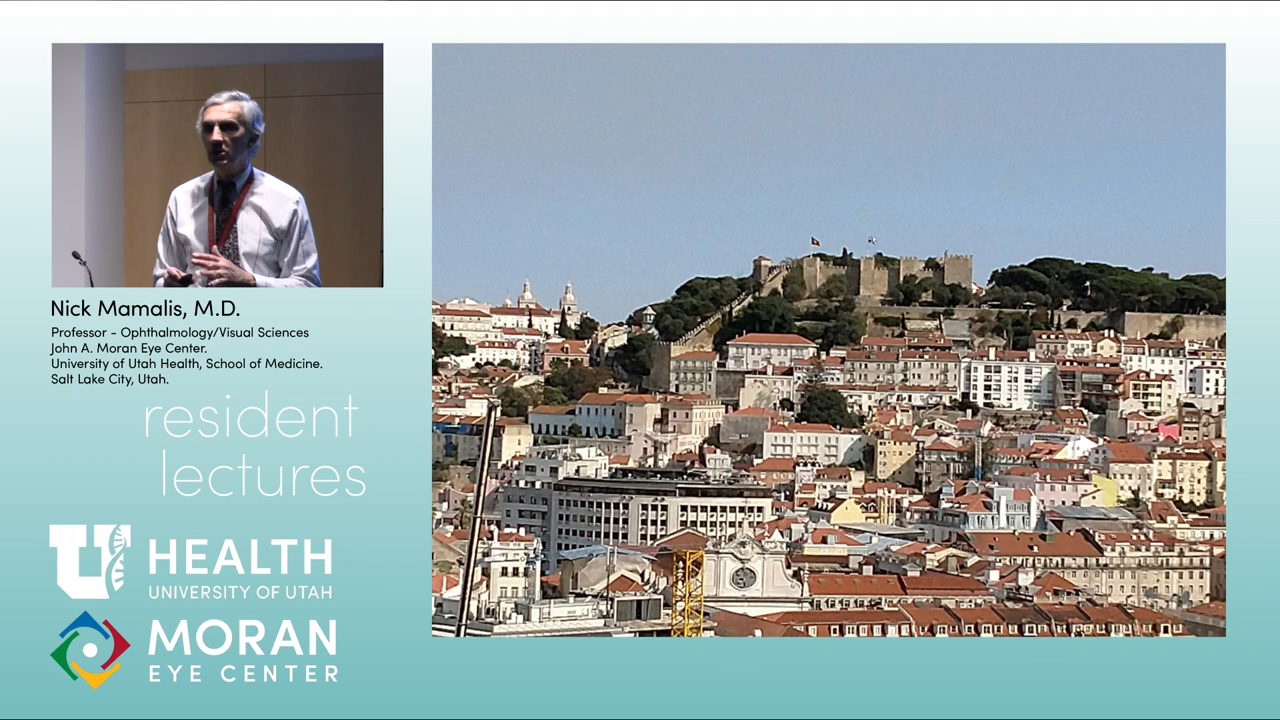 Nick Mamalis, M.D.
Professor - Ophthalmology/Visual Sciences
John A. Moran Eye Center.
University of Utah Health, School of Medicine.
Salt Lake City, Utah.
resident
lectures
U HEALTH
UNIVERSITY OF UTAH
MORAN
EYE CENTER